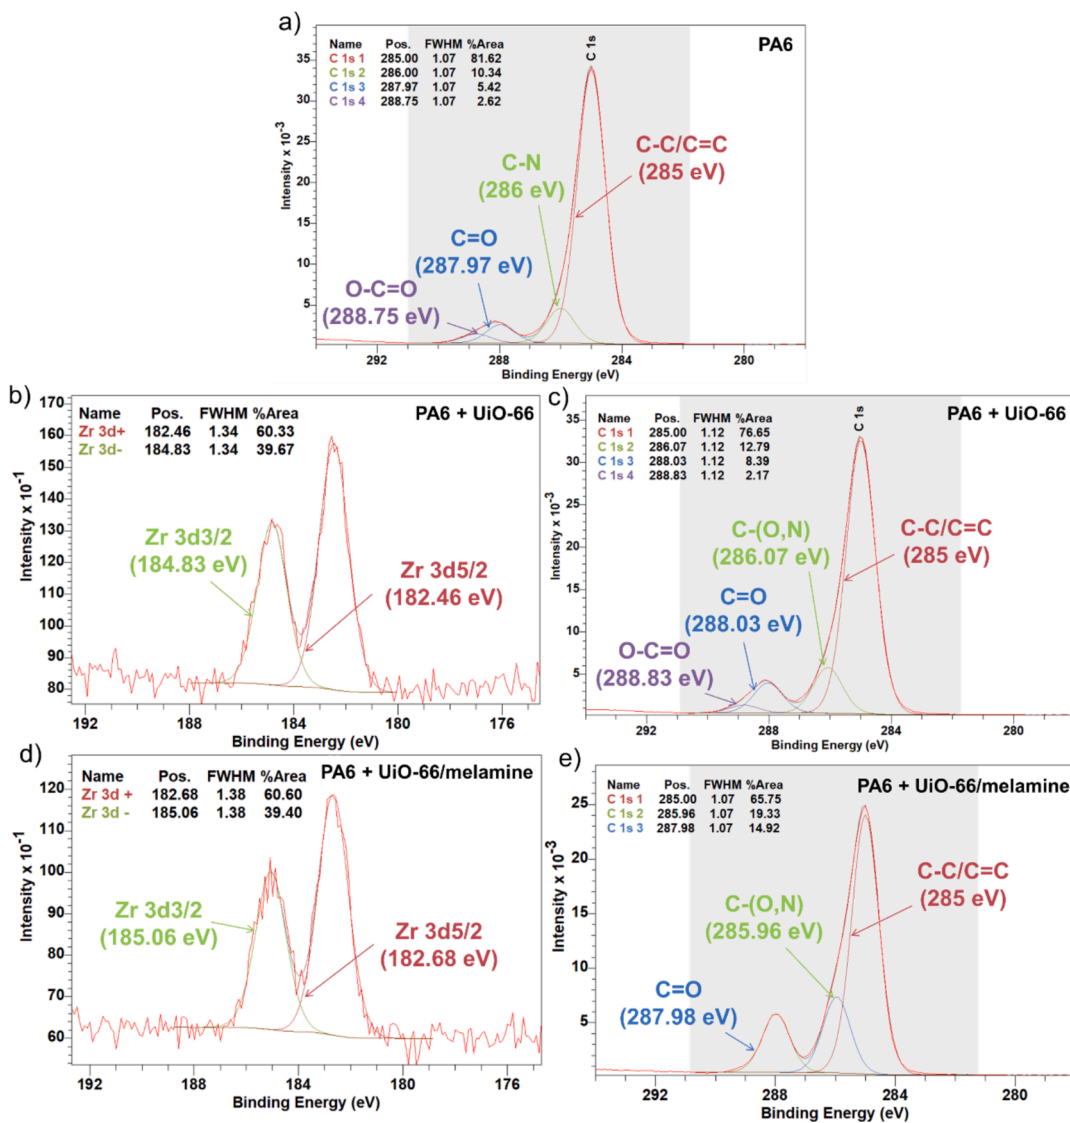 a)
PA6
Name Pos. FWHM %Area
C 1s 1 285.00 1.07 81.62
C 1s 2 286.00 1.07 10.34
C 1s 3 287.97 1.07 5.42
C 1s 4 288.75 1.07 2.62
C 1s
C-C/C=C
(285 eV)
C-N
(286 eV)
C=O
(287.97 eV)
O-C=O
(288.75 eV)
Intensity x 10-3
35
30
25
20
15
10
5
292 288 284 280
Binding Energy (eV)
b)
PA6 + UiO-66
Name Pos. FWHM %Area
Zr 3d+ 182.46 1.34 60.33
Zr 3d- 184.83 1.34 39.67
Zr 3d3/2
(184.83 eV)
Zr 3d5/2
(182.46 eV)
Intensity x 10-1
170
160
150
140
130
120
110
100
90
80
192 188 184 180 176
Binding Energy (eV)
c)
PA6 + UiO-66
Name Pos. FWHM %Area
C 1s 1 285.00 1.12 76.65
C 1s 2 286.07 1.12 12.79
C 1s 3 288.03 1.12 8.39
C 1s 4 288.83 1.12 2.17
C 1s
C-(O,N)
(286.07 eV)
C-C/C=C
(285 eV)
C=O
(288.03 eV)
O-C=O
(288.83 eV)
Intensity x 10-3
35
30
25
20
15
10
5
292 288 284 280
Binding Energy (eV)
d)
PA6 + UiO-66/melamine
Name Pos. FWHM %Area
Zr 3d + 182.68 1.38 60.60
Zr 3d - 185.06 1.38 39.40
Zr 3d3/2
(185.06 eV)
Zr 3d5/2
(182.68 eV)
Intensity x 10-1
120
110
100
90
80
70
60
192 188 184 180 176
Binding Energy (eV)
e)
PA6 + UiO-66/melamine
Name Pos. FWHM %Area
C 1s 1 285.00 1.07 65.75
C 1s 2 285.96 1.07 19.33
C 1s 3 287.98 1.07 14.92
C-C/C=C
(285 eV)
C-(O,N)
(285.96 eV)
C=O
(287.98 eV)
Intensity x 10-3
25
20
15
10
5
292 288 284 280
Binding Energy (eV)